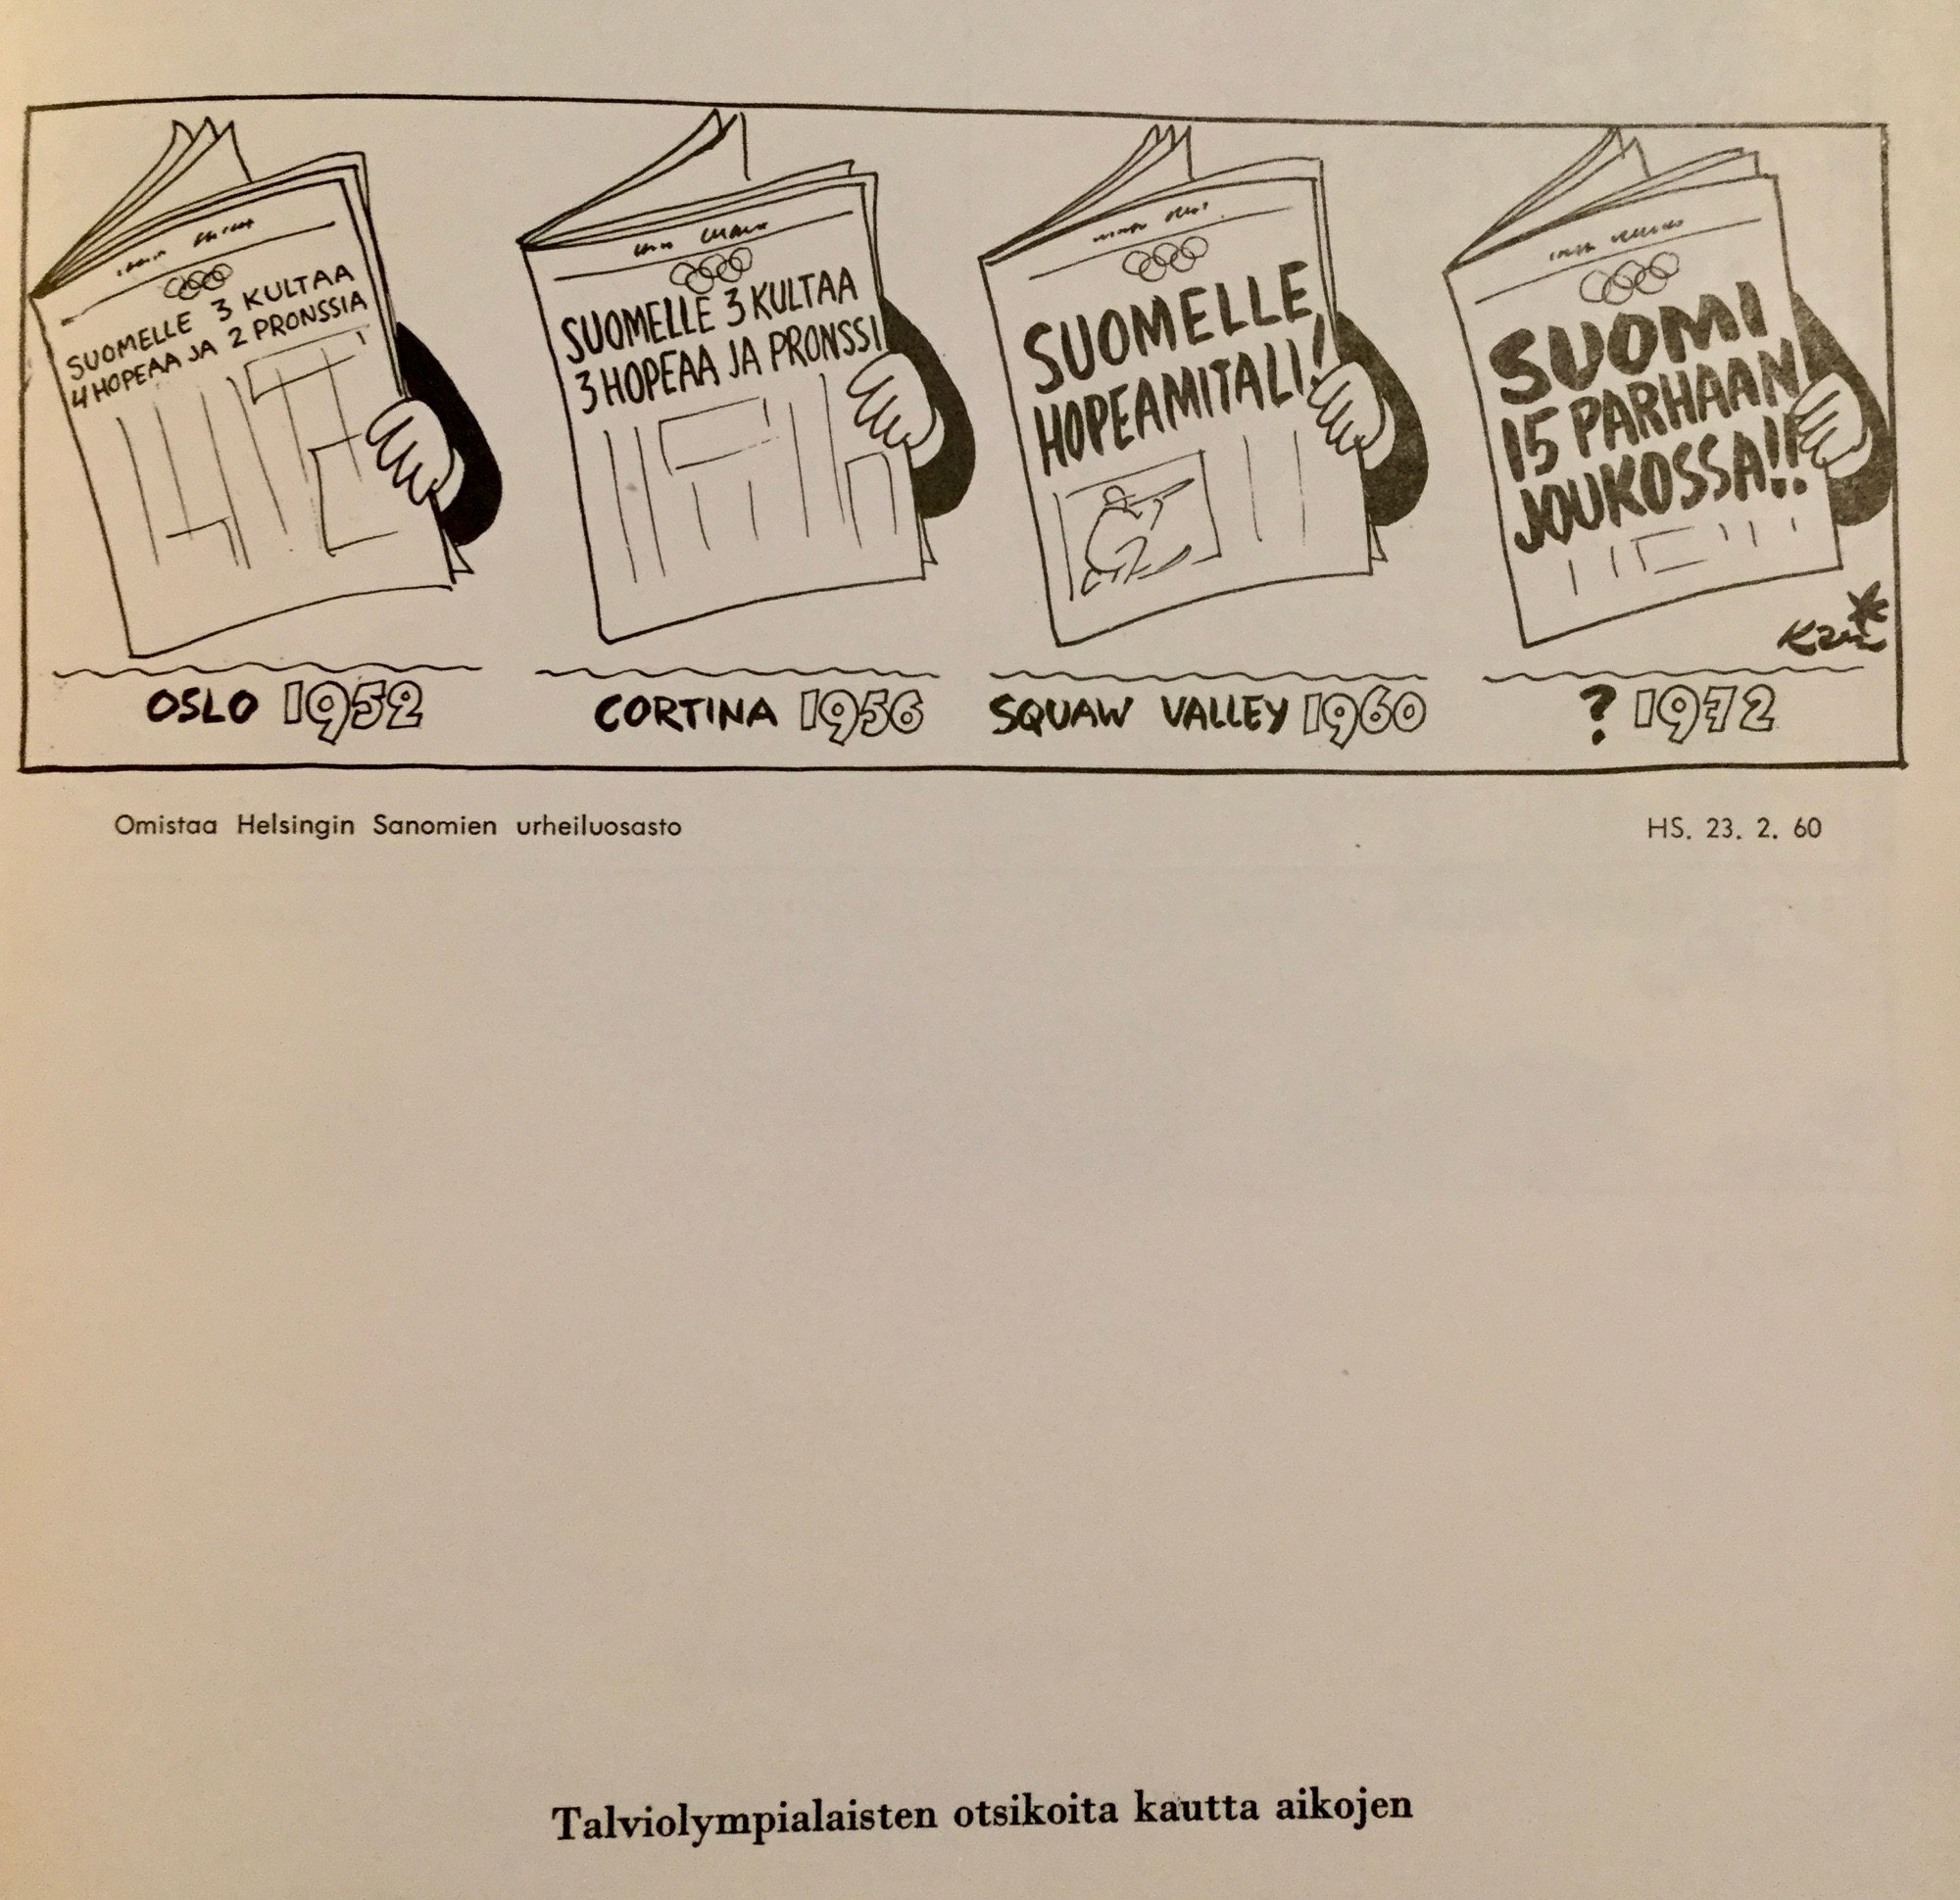 SUOMELLE 3 KULTAA
4 HOPEAA JA 2 PRONSSIA
OSLO 1952
SUOMELLE 3 KULTAA
3 HOPEAA JA PRONSSI
CORTINA 1956
SUOMELLE
HOPEAMITALI!
SQUAW VALLEY 1960
SUOMI
15 PARHAAN
JOUKOSSA!!
Kari
? 1972
Omistaa Helsingin Sanomien urheiluosasto
HS. 23. 2. 60
Talviolympialaisten otsikoita kautta aikojen